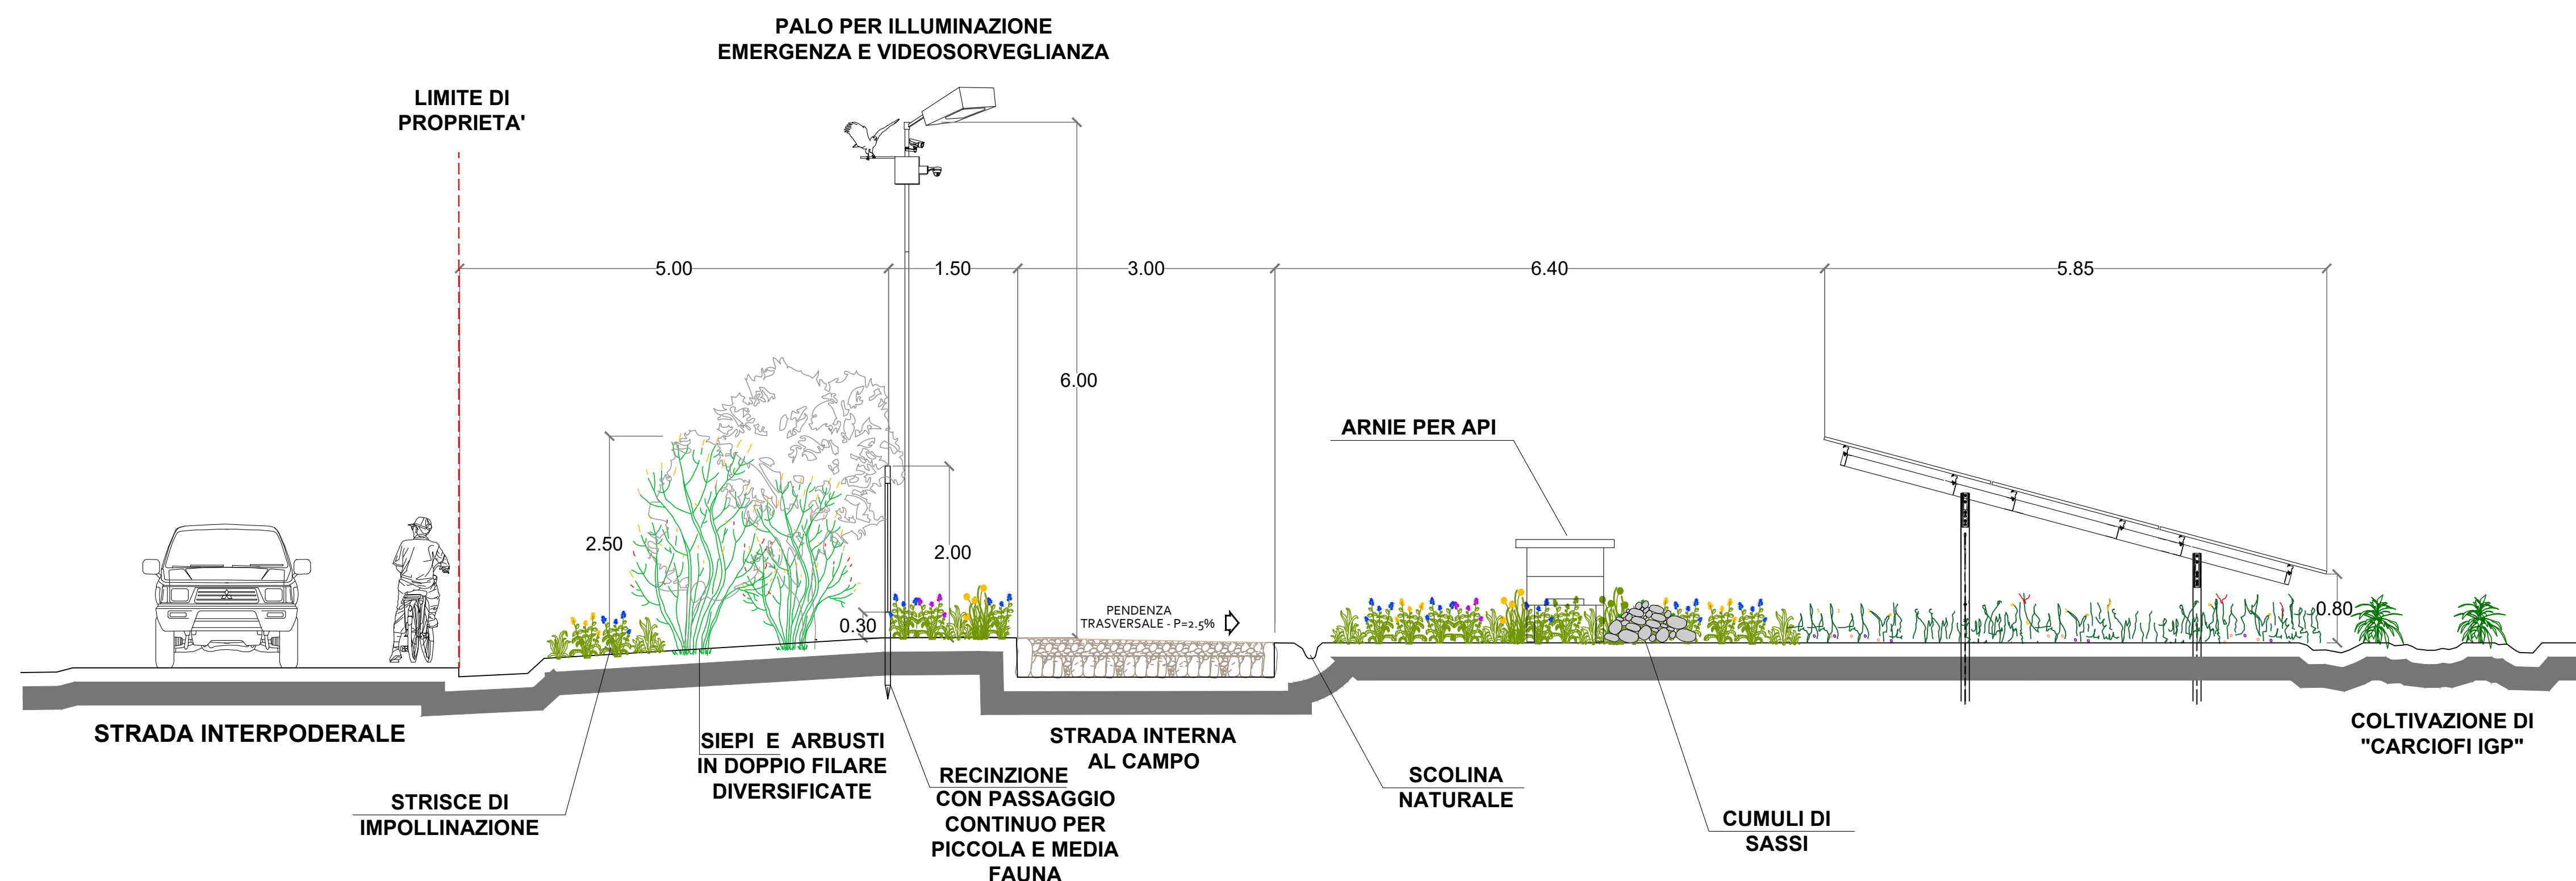 PALO PER ILLUMINAZIONE
EMERGENZA E VIDEOSORVEGLIANZA
LIMITE DI
PROPRIETA'
5.00
1.50
3.00
6.40
5.85
6.00
ARNIE PER API
2.50
2.00
0.30
PENDENZA
TRASVERSALE - P=2.5%
0.80
STRADA INTERPODERALE
SIEPI E ARBUSTI
IN DOPPIO FILARE
DIVERSIFICATE
STRADA INTERNA
AL CAMPO
COLTIVAZIONE DI
"CARCIOFI IGP"
STRISCE DI
IMPOLLINAZIONE
RECINZIONE
CON PASSAGGIO
CONTINUO PER
PICCOLA E MEDIA
FAUNA
SCOLINA
NATURALE
CUMULI DI
SASSI